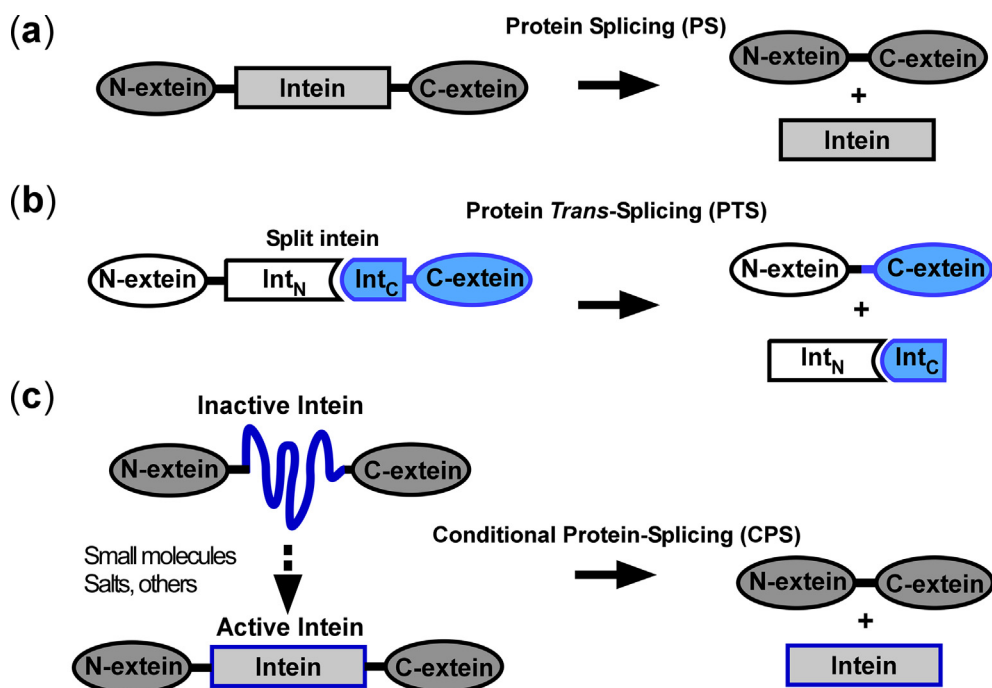 (a)
Protein Splicing (PS)
N-extein Intein C-extein
N-extein C-extein
+
Intein
(b)
Protein Trans-Splicing (PTS)
Split intein
N-extein IntN IntC C-extein
N-extein C-extein
+
IntN IntC
(c)
Inactive Intein
N-extein C-extein
Small molecules
Salts, others
Active Intein
N-extein Intein C-extein
Conditional Protein-Splicing (CPS)
N-extein C-extein
+
Intein